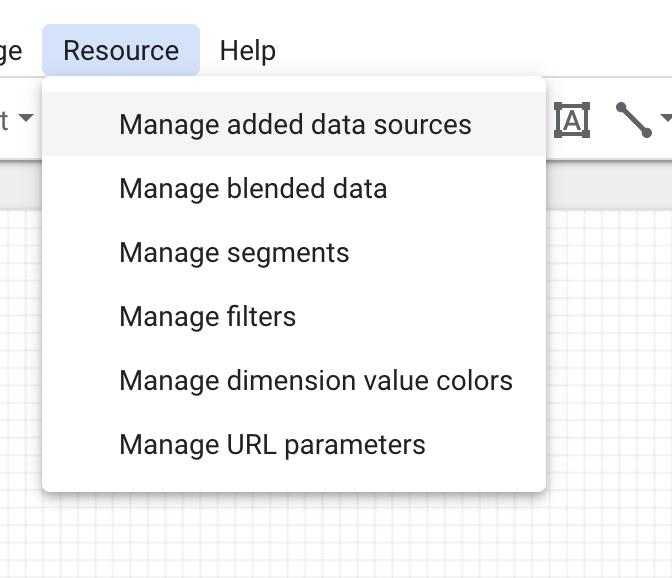 ge Resource Help
t
A
Manage added data sources
Manage blended data
Manage segments
Manage filters
Manage dimension value colors
Manage URL parameters